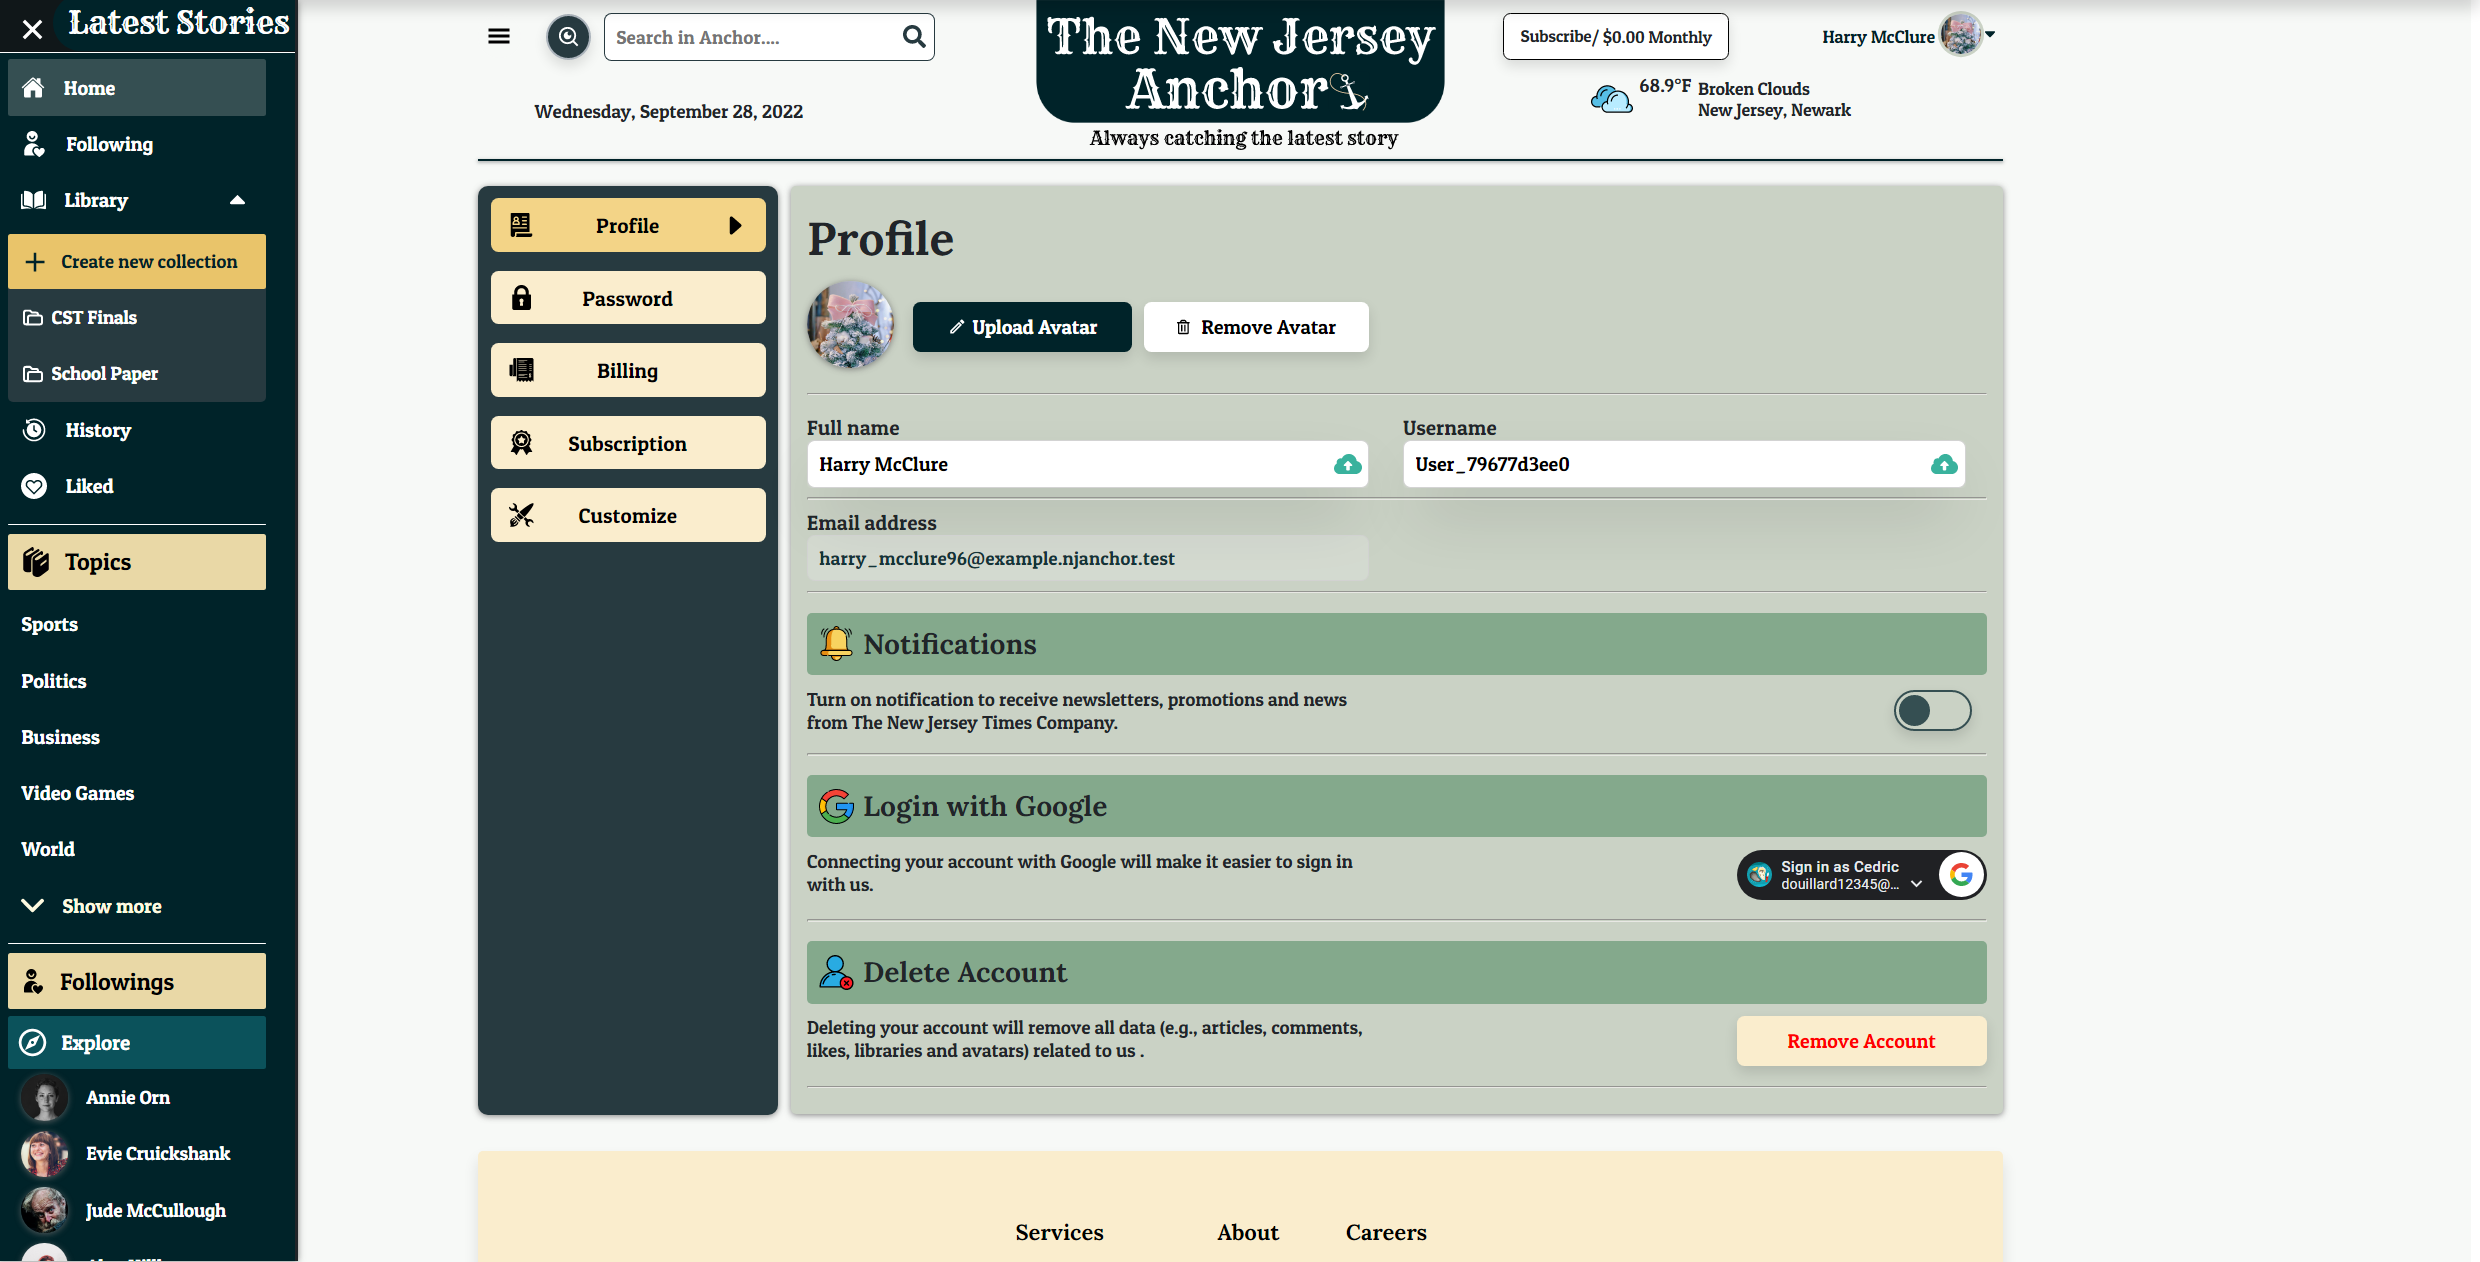 Latest Stories
Home
Following
Library
Create new collection
CST Finals
School Paper
History
Liked
Topics
Sports
Politics
Business
Video Games
World
Show more
Followings
Explore
Annie Orn
Evie Cruickshank
Jude McCullough
Search in Anchor....
Wednesday, September 28, 2022
The New Jersey
Anchor
Always catching the latest story
Subscribe/ $0.00 Monthly
Harry McClure
68.9°F
Broken Clouds
New Jersey, Newark
Profile
Password
Billing
Subscription
Customize
Profile
Upload Avatar
Remove Avatar
Full name
Harry McClure
Username
User_79677d3ee0
Email address
harry_mcclure96@example.njanchor.test
Notifications
Turn on notification to receive newsletters, promotions and news
from The New Jersey Times Company.
Login with Google
Connecting your account with Google will make it easier to sign in
with us.
Sign in as Cedric
douillard12345@...
Delete Account
Deleting your account will remove all data (e.g., articles, comments,
likes, libraries and avatars) related to us .
Remove Account
Services
About
Careers